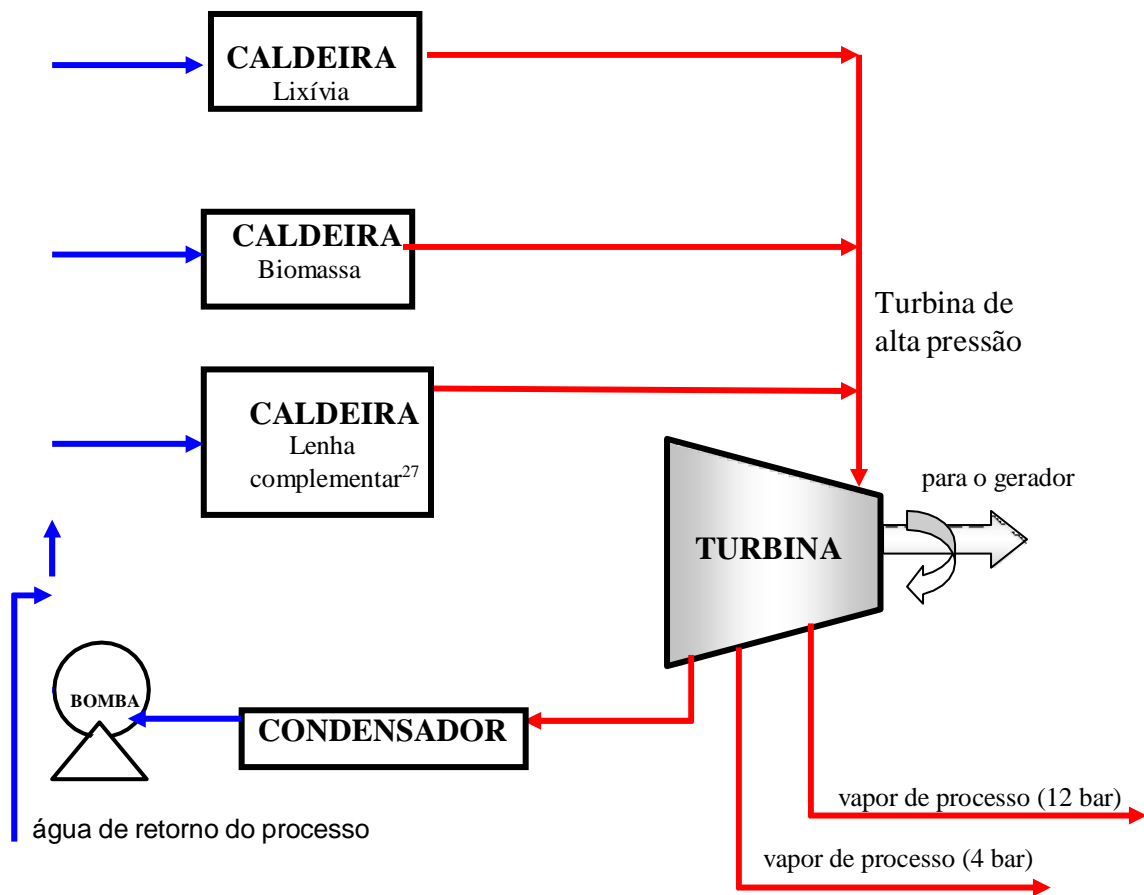 CALDEIRA
Lixívia
CALDEIRA
Biomassa
Turbina de
alta pressão
CALDEIRA
Lenha
complementar27
para o gerador
TURBINA
BOMBA
CONDENSADOR
vapor de processo (12 bar)
água de retorno do processo
vapor de processo (4 bar)